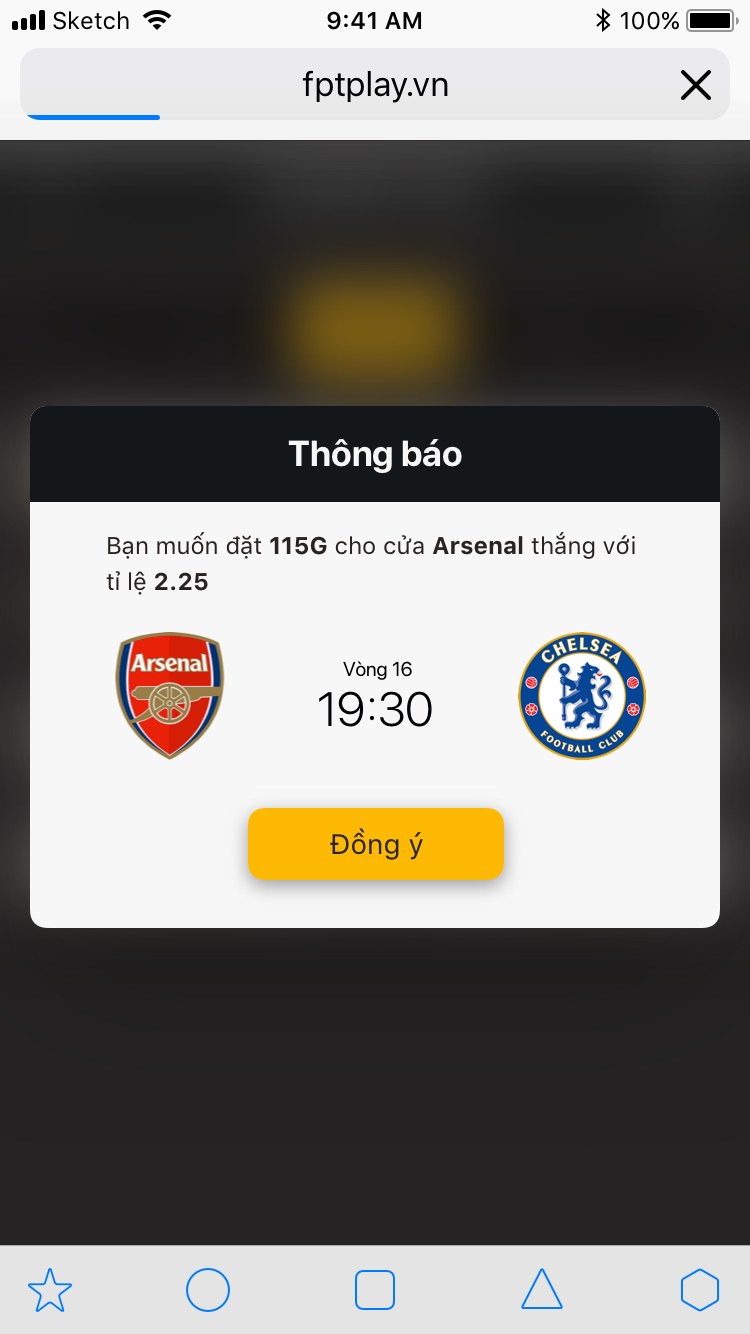 Sketch 9:41 AM 100%
fptplay.vn
Thông báo
Bạn muốn đặt 115G cho cửa Arsenal thắng với
tỉ lệ 2.25
Arsenal
Vòng 16
19:30
CHELSEA
FOOTBALL CLUB
Đồng ý